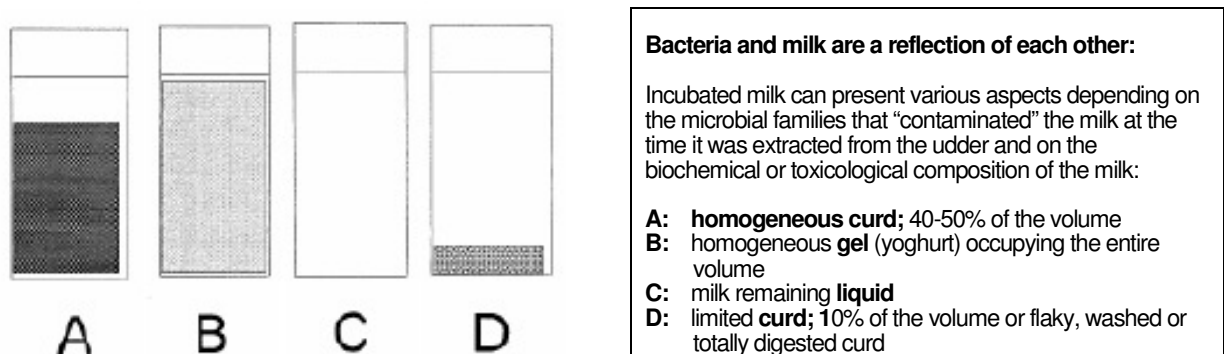 A B C D
Bacteria and milk are a reflection of each other:
Incubated milk can present various aspects depending on
the microbial families that “contaminated” the milk at the
time it was extracted from the udder and on the
biochemical or toxicological composition of the milk:
A: homogeneous curd; 40-50% of the volume
B: homogeneous gel (yoghurt) occupying the entire
volume
C: milk remaining liquid
D: limited curd; 10% of the volume or flaky, washed or
totally digested curd